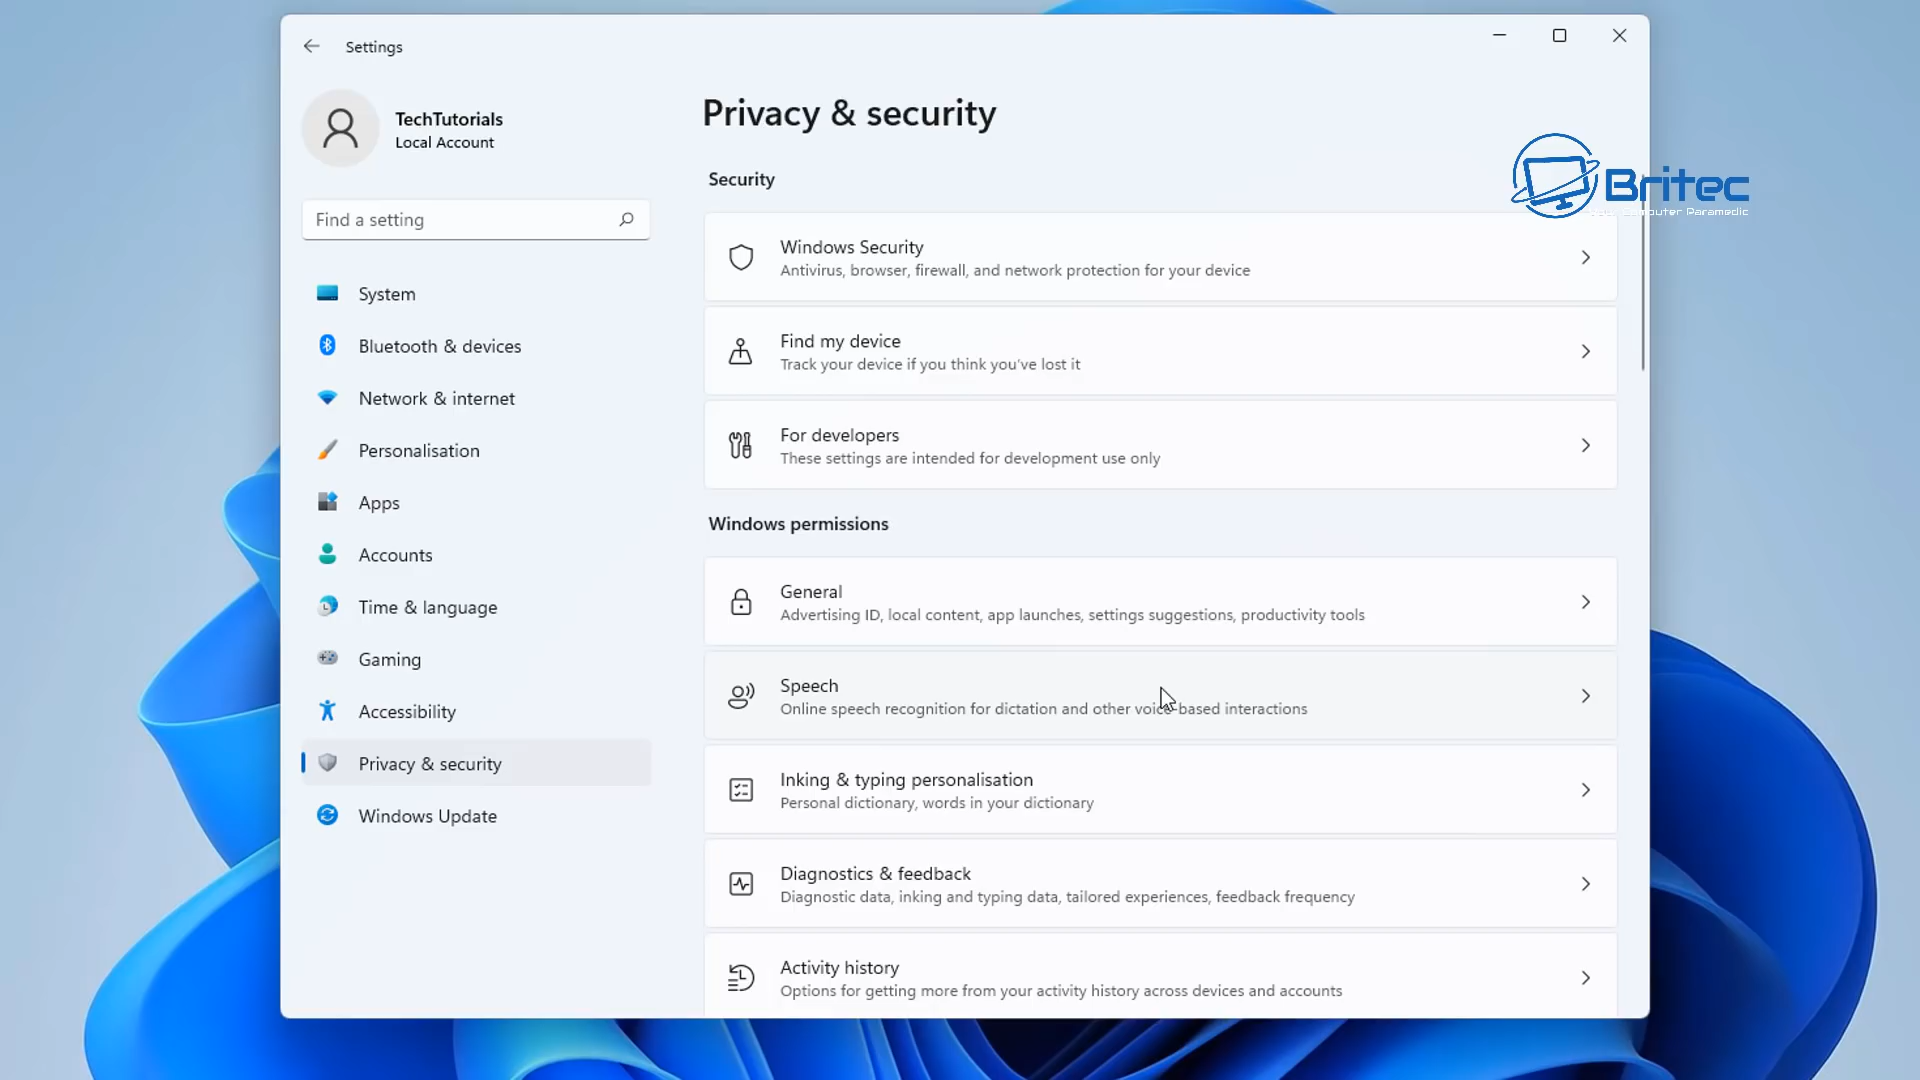 Settings
TechTutorials
Local Account
Find a setting
System
Bluetooth & devices
Network & internet
Personalisation
Apps
Accounts
Time & language
Gaming
Accessibility
Privacy & security
Windows Update
Privacy & security
Britec
Computer Paramedic
Security
Windows Security
Antivirus, browser, firewall, and network protection for your device
Find my device
Track your device if you think you've lost it
For developers
These settings are intended for development use only
Windows permissions
General
Advertising ID, local content, app launches, settings suggestions, productivity tools
Speech
Online speech recognition for dictation and other voice-based interactions
Inking & typing personalisation
Personal dictionary, words in your dictionary
Diagnostics & feedback
Diagnostic data, inking and typing data, tailored experiences, feedback frequency
Activity history
Options for getting more from your activity history across devices and accounts